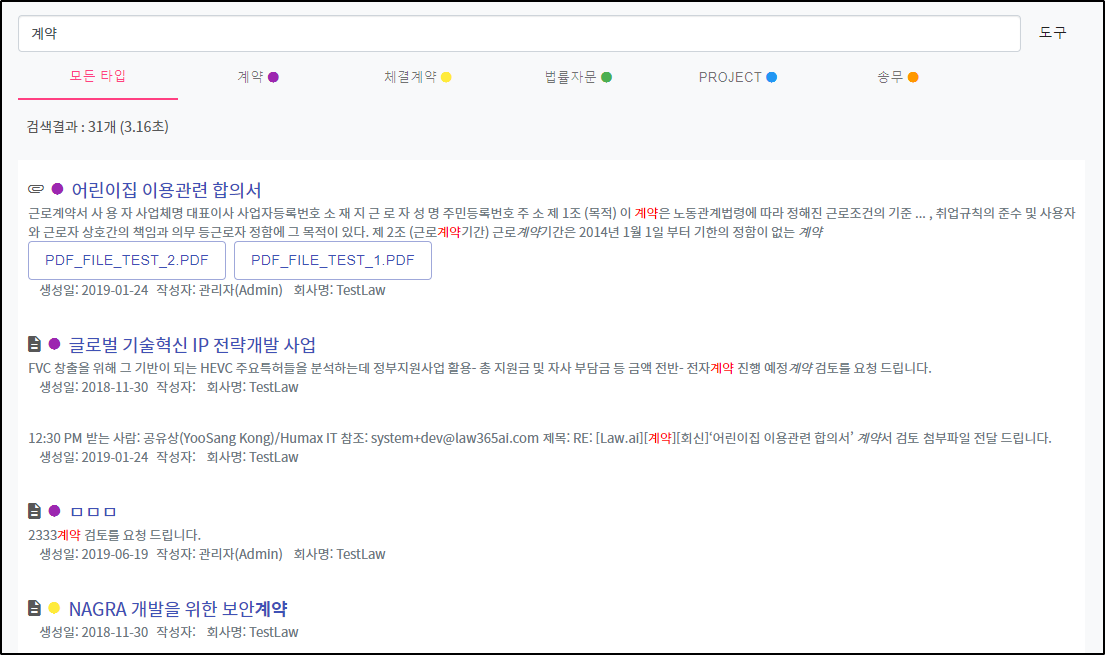 계약
도구
모든 타입
계약
체결계약
법률자문
PROJECT
송무
검색결과 : 31개 (3.16초)
어린이집 이용관련 합의서
근로계약서 사 용 자 사업체명 대표이사 사업자등록번호 소 재 지 근 로 자 성 명 주민등록번호 주 소 제 1조 (목적) 이 계약은 노동관계법령에 따라 정해진 근로조건의 기준 ... , 취업규칙의 준수 및 사용자
와 근로자 상호간의 책임과 의무 등근로자 정함에 그 목적이 있다. 제 2조 (근로계약기간) 근로계약기간은 2014년 1월 1일 부터 기한의 정함이 없는 계약
PDF_FILE_TEST_2.PDF
PDF_FILE_TEST_1.PDF
생성일: 2019-01-24 작성자: 관리자(Admin) 회사명: TestLaw
글로벌 기술혁신 IP 전략개발 사업
FVC 창출을 위해 그 기반이 되는 HEVC 주요특허들을 분석하는데 정부지원사업 활용- 총 지원금 및 자사 부담금 등 금액 전반- 전자계약 진행 예정계약 검토를 요청 드립니다.
생성일: 2018-11-30 작성자: 회사명: TestLaw
12:30 PM 받는 사람: 공유상(YooSang Kong)/Humax IT 참조: system+dev@law365ai.com 제목: RE: [Law.ai][계약][회신]‘어린이집 이용관련 합의서’ 계약서 검토 첨부파일 전달 드립니다.
생성일: 2019-01-24 작성자: 회사명: TestLaw
ㅁㅁㅁ
2333계약 검토를 요청 드립니다.
생성일: 2019-06-19 작성자: 관리자(Admin) 회사명: TestLaw
NAGRA 개발을 위한 보안계약
생성일: 2018-11-30 작성자: 회사명: TestLaw